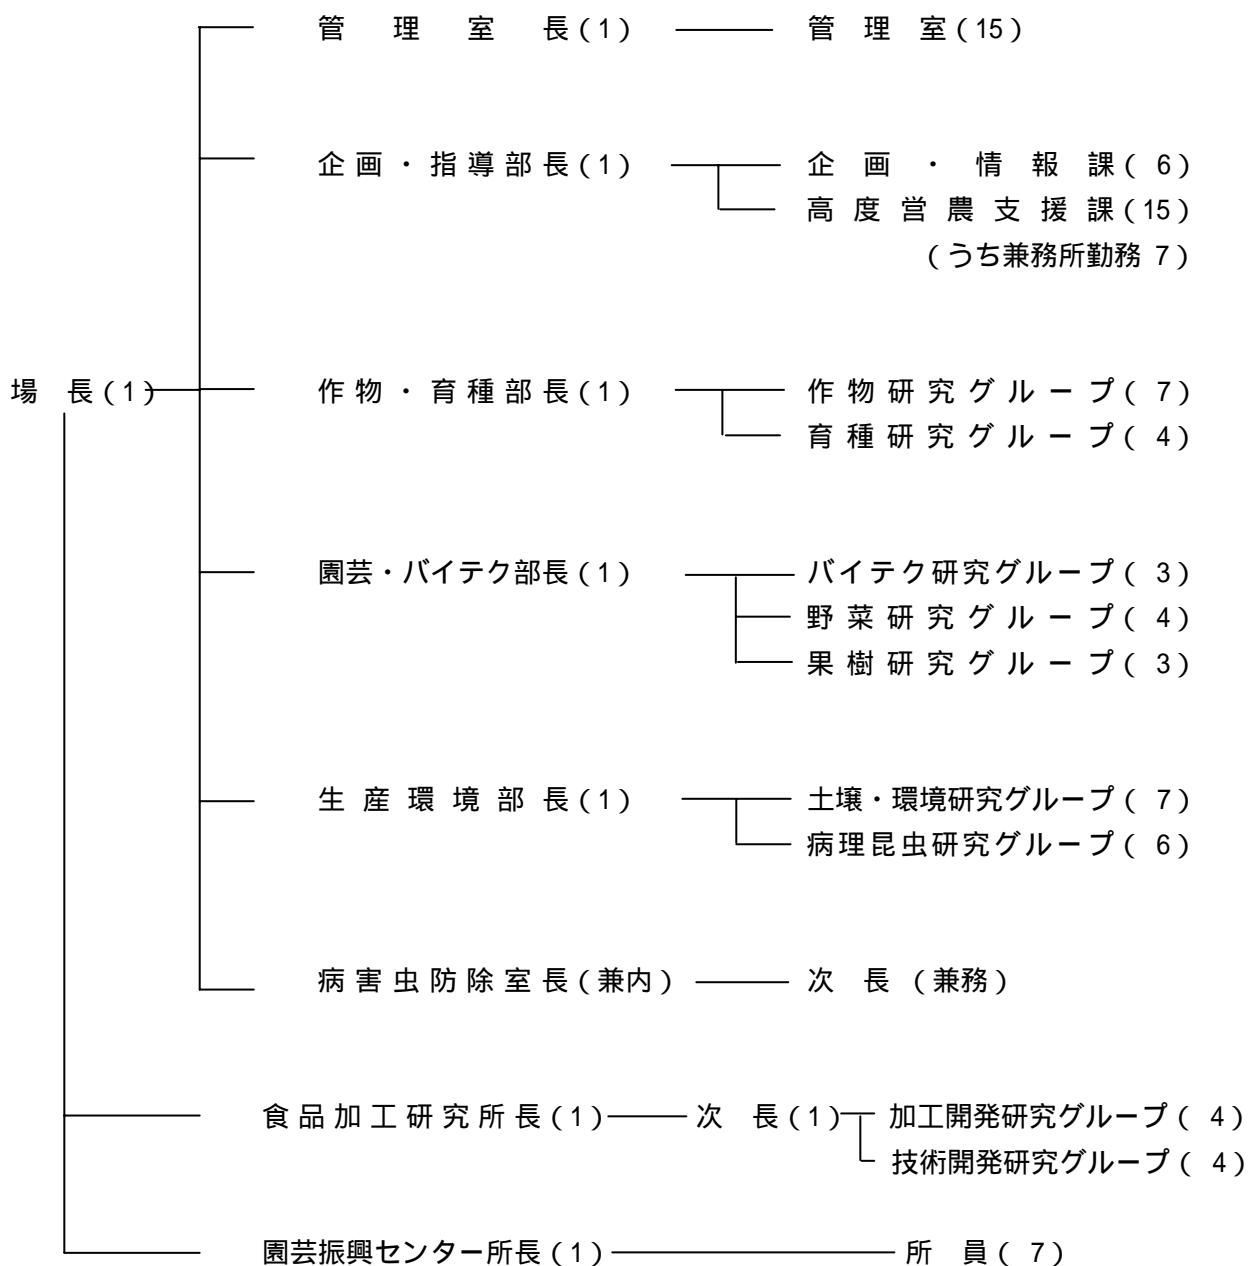 管理室長(1) 管理室(15)
企画・指導部長(1) 企画・情報課(6)
高度営農支援課(15)
(うち兼務所勤務 7)
場長(1) 作物・育種部長(1) 作物研究グループ(7)
育種研究グループ(4)
園芸・バイテク部長(1) バイテク研究グループ(3)
野菜研究グループ(4)
果樹研究グループ(3)
生産環境部長(1) 土壌・環境研究グループ(7)
病理昆虫研究グループ(6)
病害虫防除室長(兼内) 次長(兼務)
食品加工研究所長(1) 次長(1) 加工開発研究グループ(4)
技術開発研究グループ(4)
園芸振興センター所長(1) 所員(7)